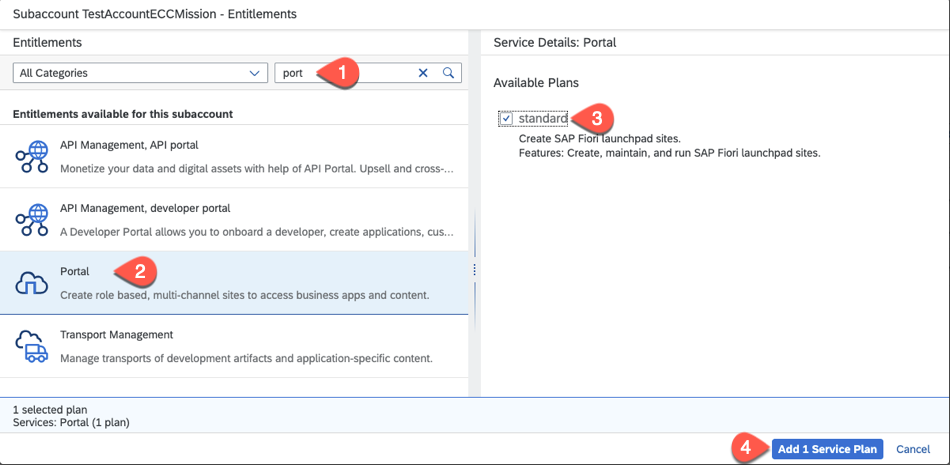 Subaccount TestAccountECCMission - Entitlements
Entitlements
All Categories
port
1
Entitlements available for this subaccount
API Management, API portal
Monetize your data and digital assets with help of API Portal. Upsell and cross-...
API Management, developer portal
A Developer Portal allows you to onboard a developer, create applications, cus...
Portal
2
Create role based, multi-channel sites to access business apps and content.
Transport Management
Manage transports of development artifacts and application-specific content.
Service Details: Portal
Available Plans
standard
3
Create SAP Fiori launchpad sites.
Features: Create, maintain, and run SAP Fiori launchpad sites.
1 selected plan
Services: Portal (1 plan)
4
Add 1 Service Plan
Cancel